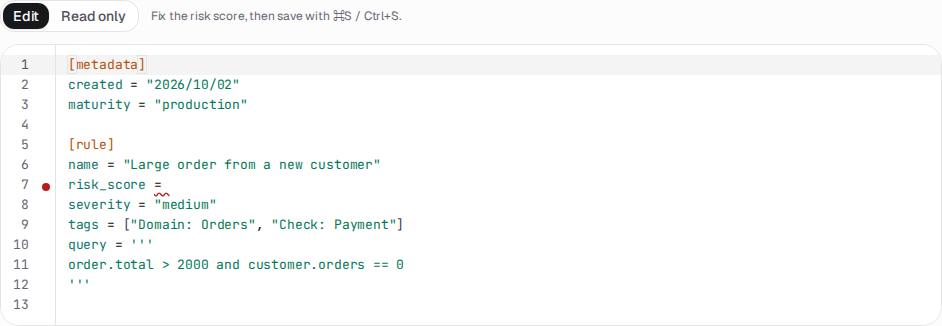 Edit Read only Fix the risk score, then save with ⌘S / Ctrl+S.
1 [metadata]
2 created = "2026/10/02"
3 maturity = "production"
4
5 [rule]
6 name = "Large order from a new customer"
7 risk_score =
8 severity = "medium"
9 tags = ["Domain: Orders", "Check: Payment"]
10 query = '''
11 order.total > 2000 and customer.orders == 0
12 '''
13